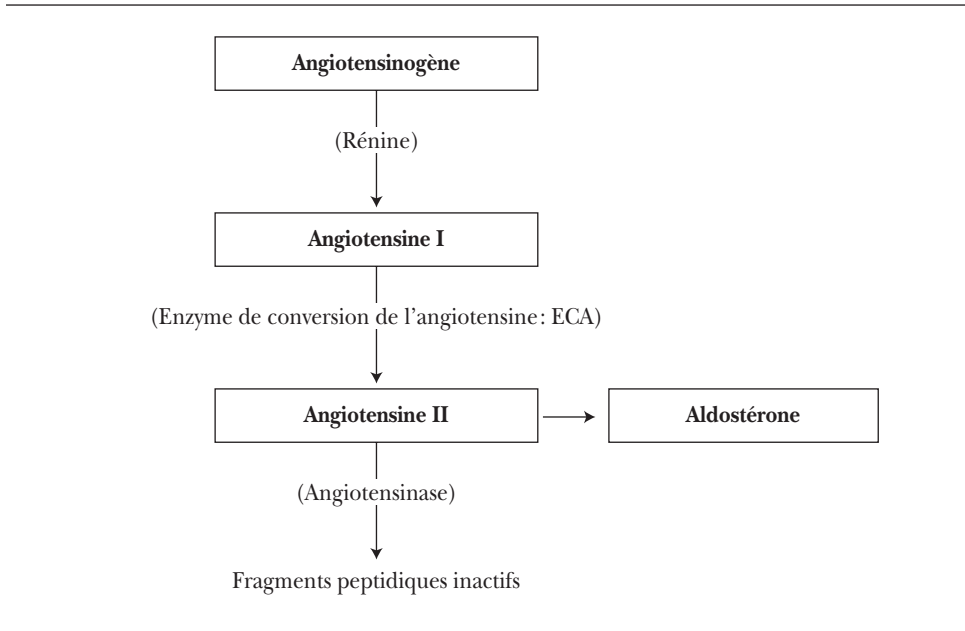 Angiotensinogène
(Rénine)
Angiotensine I
(Enzyme de conversion de l’angiotensine : ECA)
Angiotensine II
Aldostérone
(Angiotensinase)
Fragments peptidiques inactifs